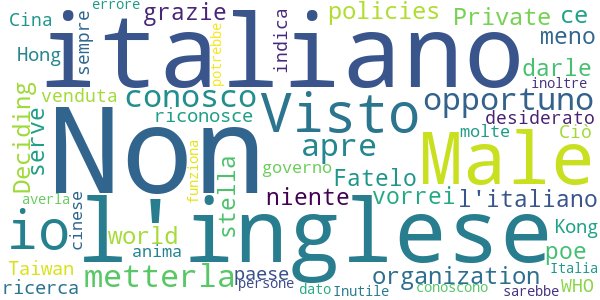 errore
Cina sempre grazie indica policies Private ce
Hong italiano potrebbe meno
darle
inoltre
Deciding venduta conosco Visto opportuno
serve riconosce desiderato
Non apre Male molte Ciò
stella funziona governo Fatelo
niente vorrei l'italiano
averla io cinese l'inglese Kong
world poe
anima
Taiwan metterla paese organization Italia
ricerca persone WHO
dato Inutile conoscono sarebbe